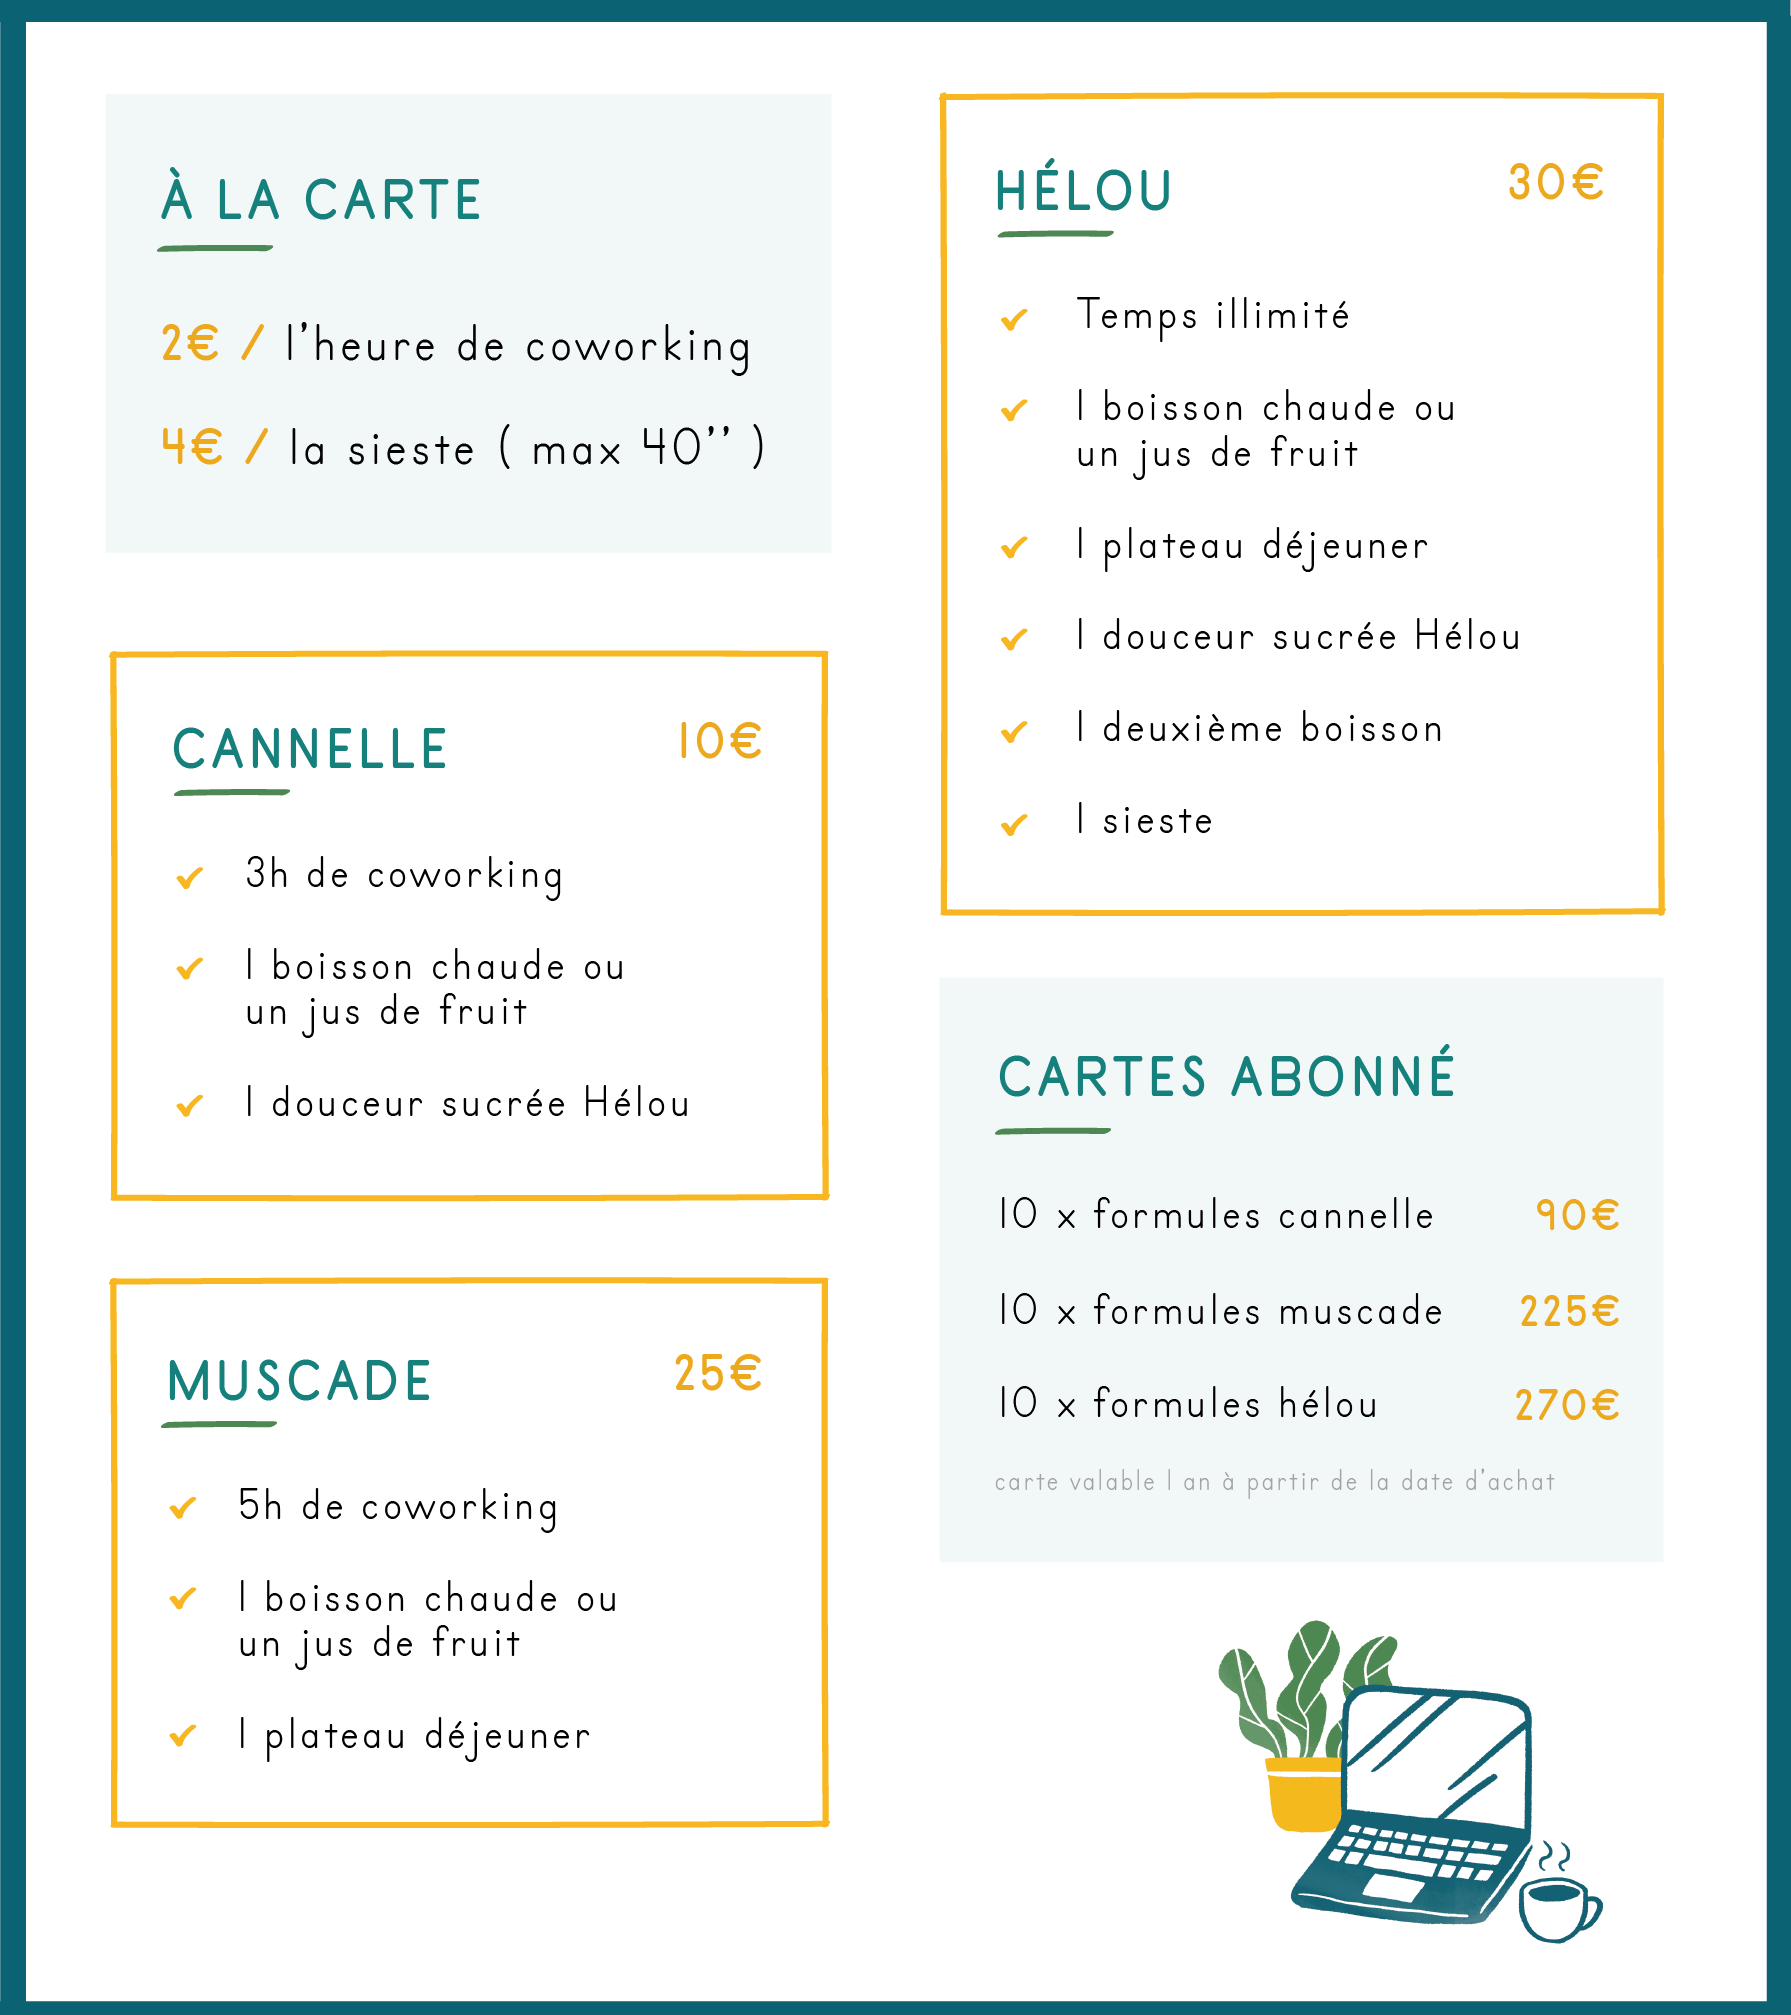 À LA CARTE
2€ / l'heure de coworking
4€ / la sieste ( max 40'' )
CANNELLE 10€
3h de coworking
1 boisson chaude ou
un jus de fruit
1 douceur sucrée Hélou
MUSCADE 25€
5h de coworking
1 boisson chaude ou
un jus de fruit
1 plateau déjeuner
HÉLOU 30€
Temps illimité
1 boisson chaude ou
un jus de fruit
1 plateau déjeuner
1 douceur sucrée Hélou
1 deuxième boisson
1 sieste
CARTES ABONNÉ
10 x formules cannelle 90€
10 x formules muscade 225€
10 x formules hélou 270€
carte valable 1 an à partir de la date d'achat